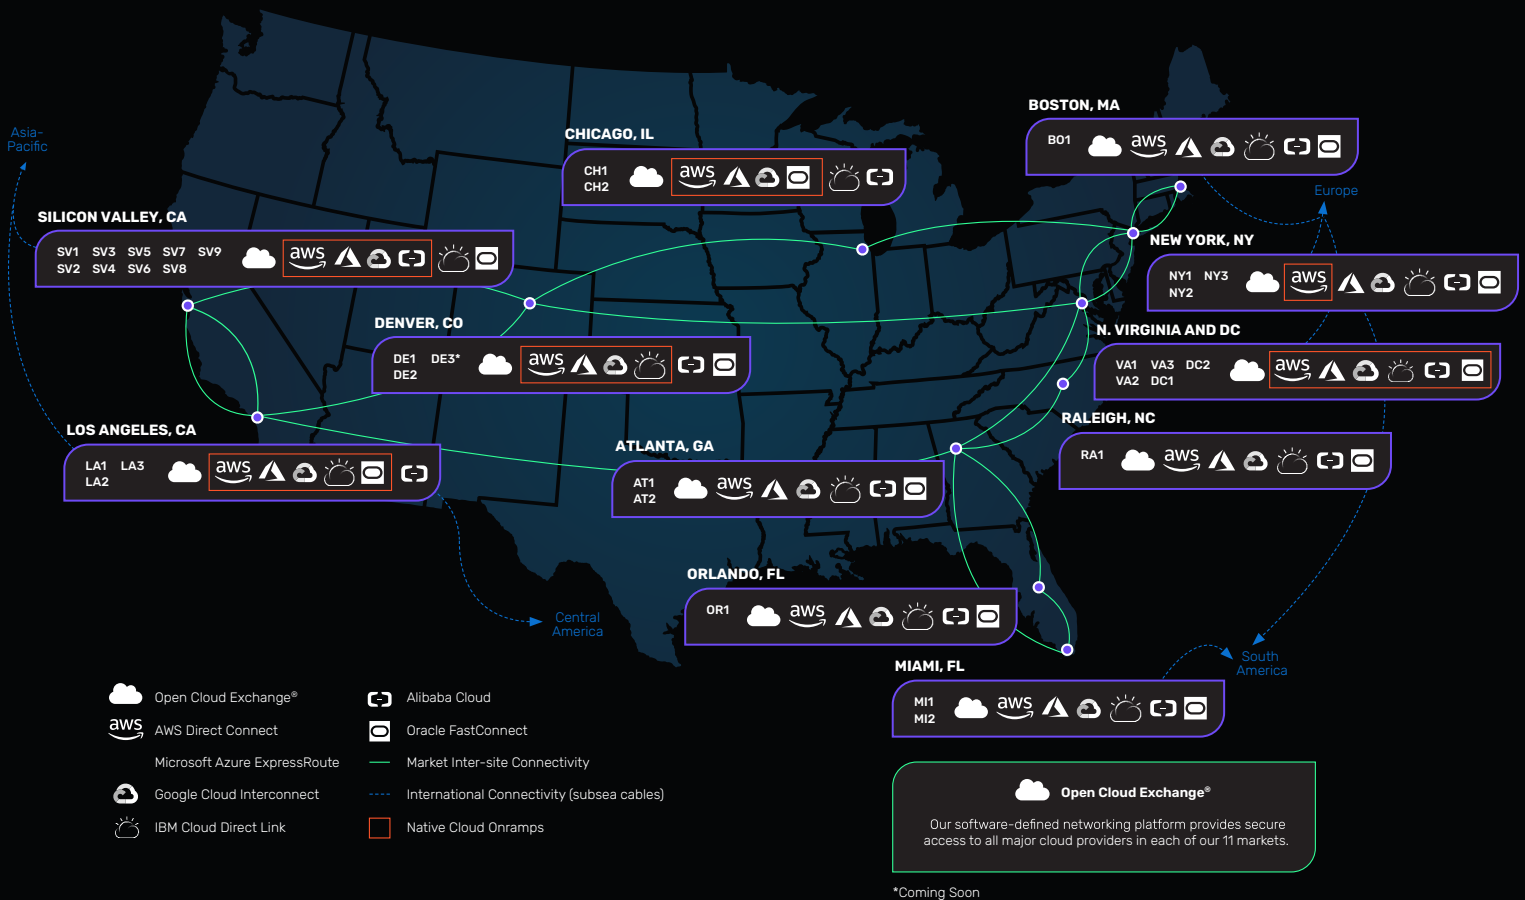 BOSTON, MA
BO1
aws
CHICAGO, IL
CH1
CH2
aws
Asia-
Pacific
Europe
SILICON VALLEY, CA
SV1 SV3 SV5 SV7 SV9
SV2 SV4 SV6 SV8
aws
NEW YORK, NY
NY1 NY3
NY2
aws
DENVER, CO
DE1 DE3*
DE2
aws
N. VIRGINIA AND DC
VA1 VA3 DC2
VA2 DC1
aws
LOS ANGELES, CA
LA1 LA3
LA2
aws
ATLANTA, GA
AT1
AT2
aws
RALEIGH, NC
RA1
aws
ORLANDO, FL
OR1
aws
Central
America
South
America
MIAMI, FL
MI1
MI2
aws
Open Cloud Exchange®
aws
AWS Direct Connect
Microsoft Azure ExpressRoute
Google Cloud Interconnect
IBM Cloud Direct Link
Alibaba Cloud
Oracle FastConnect
Market Inter-site Connectivity
International Connectivity (subsea cables)
Native Cloud Onramps
Open Cloud Exchange®
Our software-defined networking platform provides secure
access to all major cloud providers in each of our 11 markets.
*Coming Soon